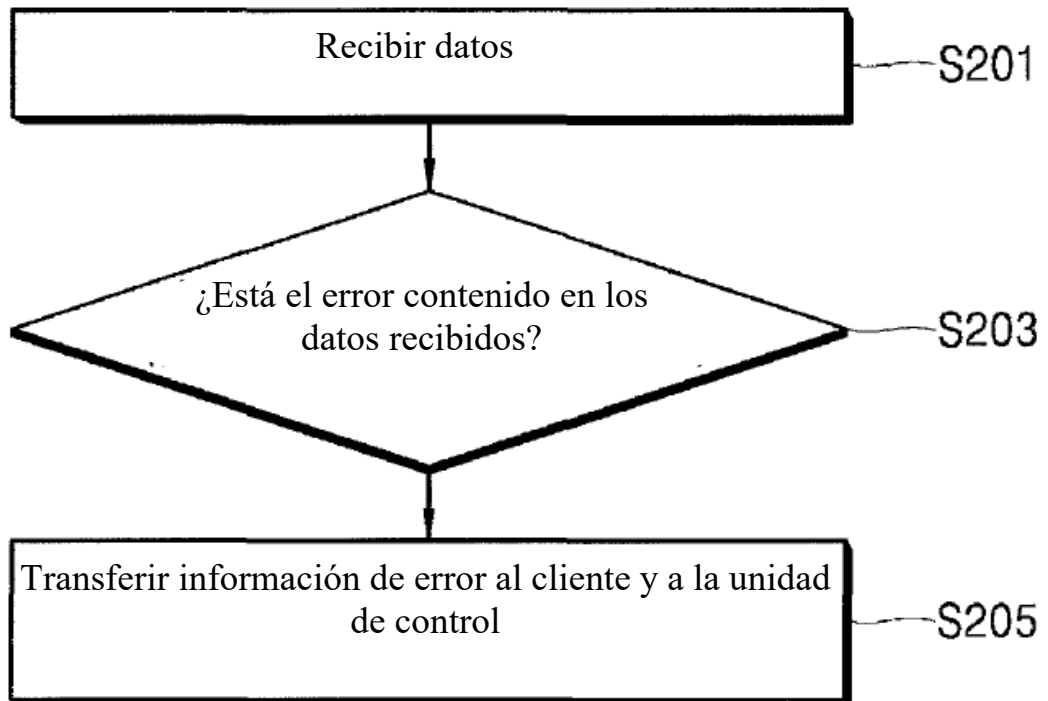 Recibir datos
S201
¿Está el error contenido en los
datos recibidos?
S203
Transferir información de error al cliente y a la unidad
de control
S205